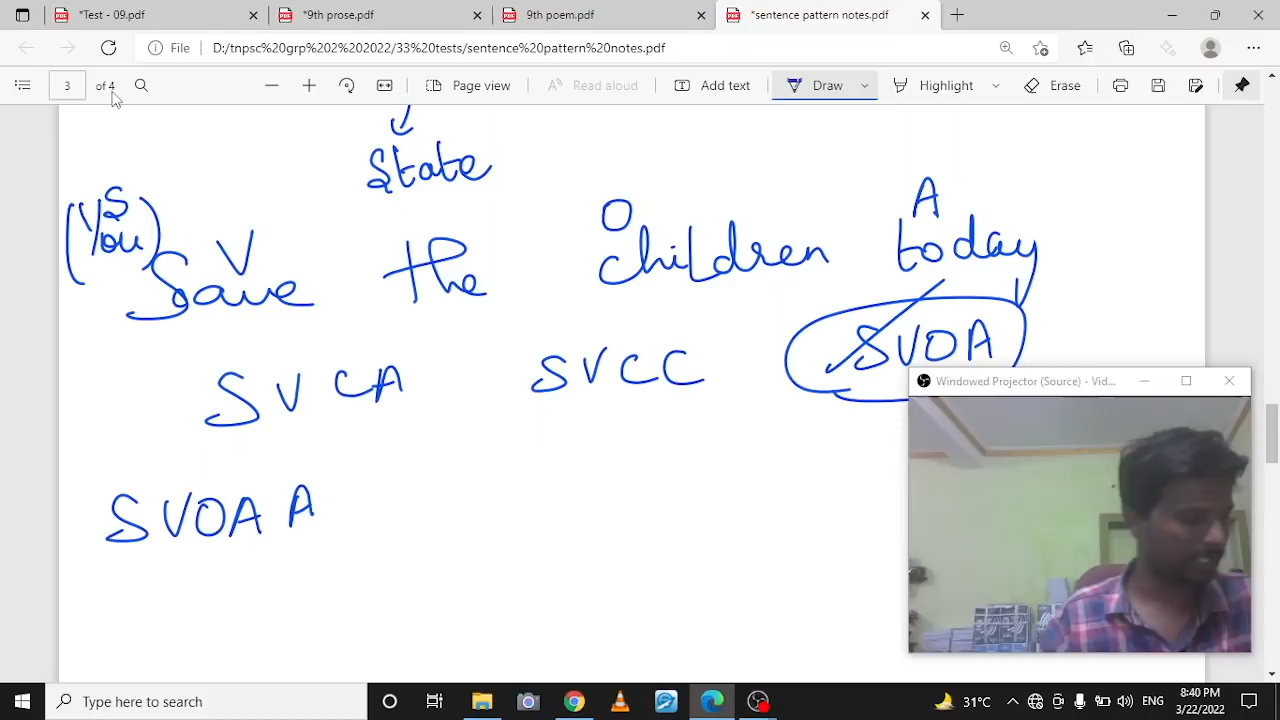 *Test - 09.pdf
*9th prose.pdf
9th poem.pdf
*sentence pattern notes.pdf
File
D:/tnpsc%20grp%202%202022/33%20tests/sentence%20pattern%20notes.pdf
3 of 4
Page view
Read aloud
Add text
Draw
Highlight
Erase
State
S
(You)
V
O
A
Save the children today
SVCA
SVCC
SVOA
SVOAA
Windowed Projector (Source) - Vid...
Type here to search
31°C
ENG
8:40 PM
3/22/2022